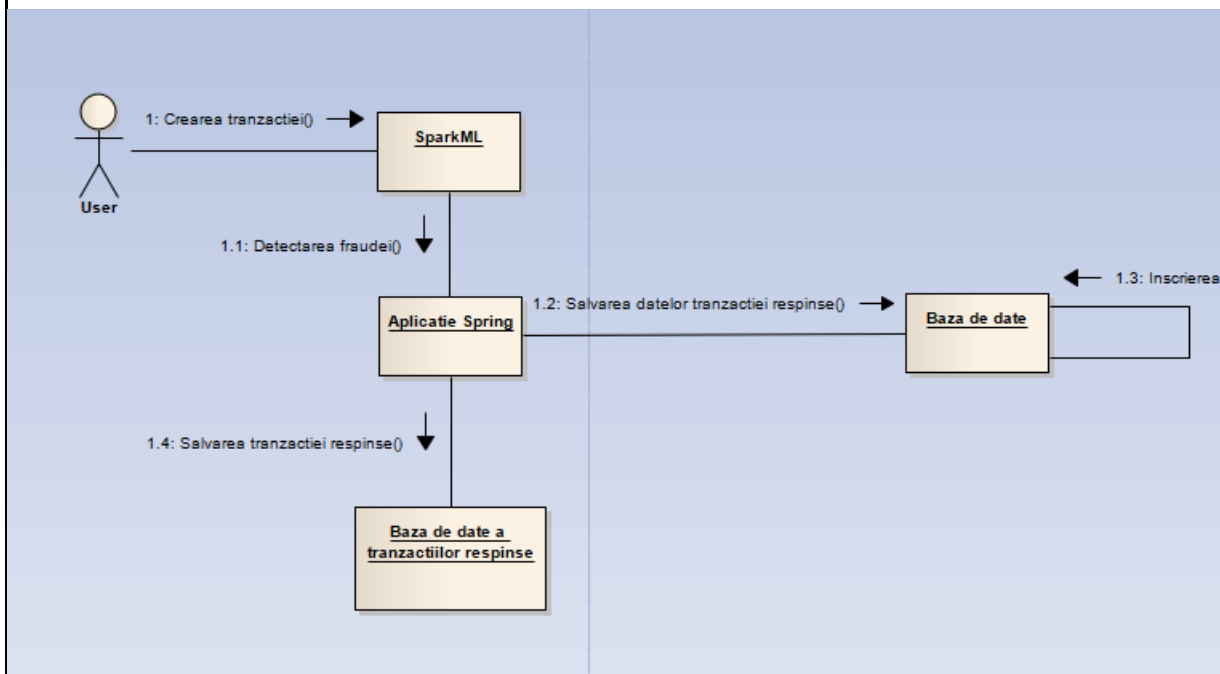 1: Crearea tranzactiei()
SparkML
User
1.1: Detectarea fraudei()
1.3: Inscrierea
1.2: Salvarea datelor tranzactiei respinse()
Aplicatie Spring
Baza de date
1.4: Salvarea tranzactiei respinse()
Baza de date a
tranzactiilor respinse